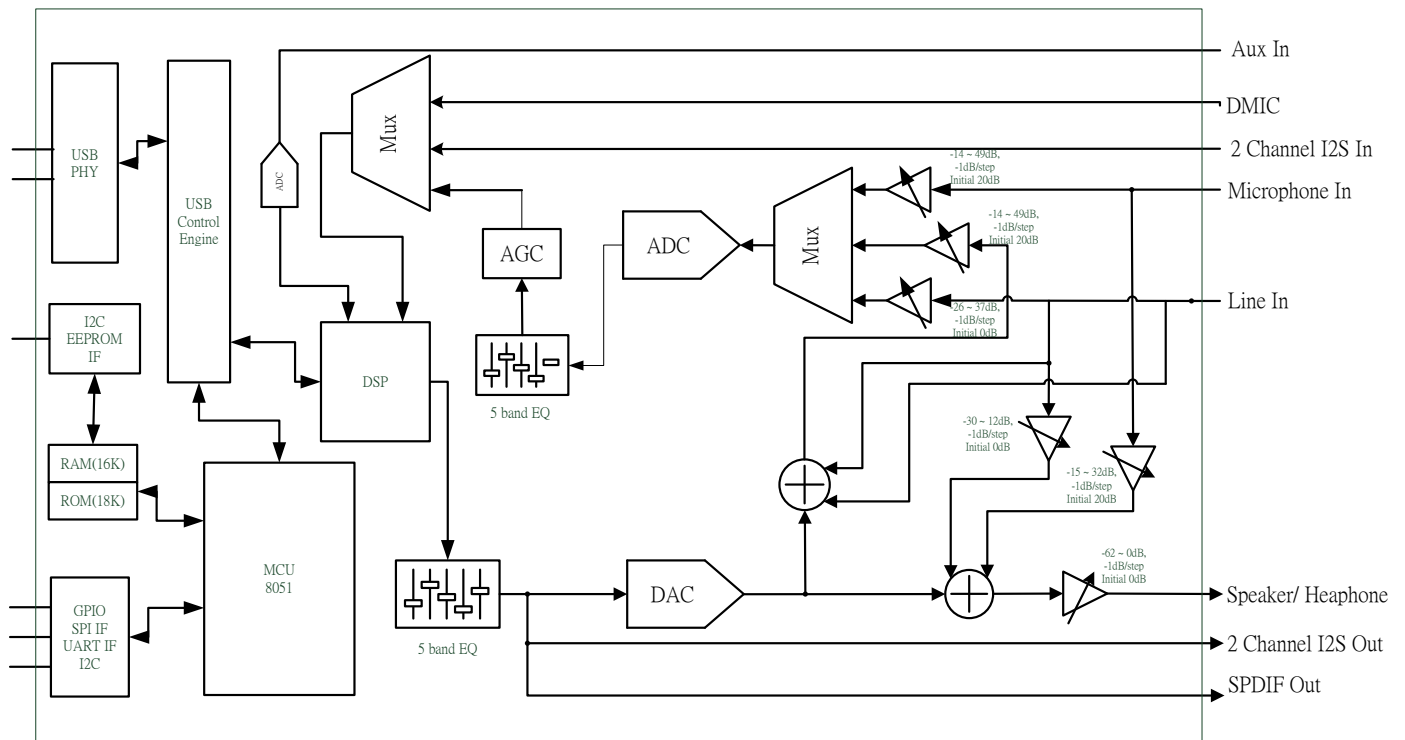 Aux In
DMIC
2 Channel I2S In
Microphone In
Line In
Speaker/ Heaphone
2 Channel I2S Out
SPDIF Out
USB
PHY
USB
Control
Engine
ADC
Mux
AGC
ADC
Mux
-14 ~ 49dB,
-1dB/step
Initial 20dB
-14 ~ 49dB,
-1dB/step
Initial 20dB
-26 ~ 37dB,
-1dB/step
Initial 0dB
I2C
EEPROM
IF
DSP
5 band EQ
RAM(16K)
ROM(18K)
-30 ~ 12dB,
-1dB/step
Initial 0dB
-15 ~ 32dB,
-1dB/step
Initial 20dB
MCU
8051
GPIO
SPI IF
UART IF
I2C
5 band EQ
DAC
-62 ~ 0dB,
-1dB/step
Initial 0dB